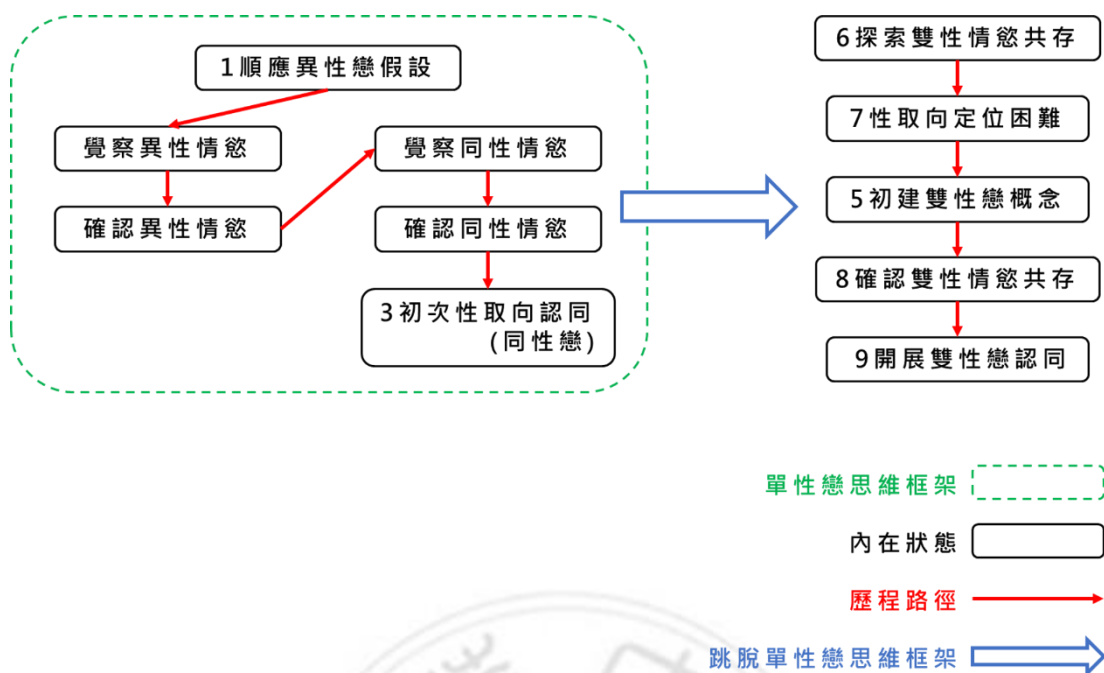 1順應異性戀假設
覺察異性情慾
確認異性情慾
覺察同性情慾
確認同性情慾
3初次性取向認同
(同性戀)
6探索雙性情慾共存
7性取向定位困難
5初建雙性戀概念
8確認雙性情慾共存
9開展雙性戀認同
單性戀思維框架
內在狀態
歷程路徑
跳脫單性戀思維框架